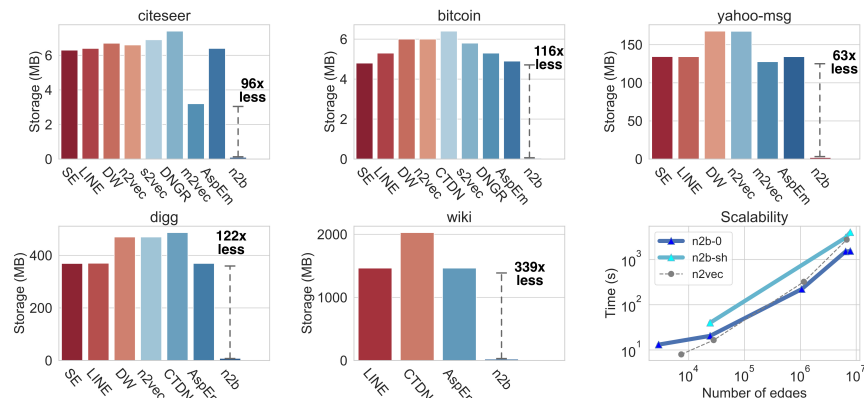 citeseer
Storage (MB)
6
4
2
0
96x
less
SE LINE DW n2vec s2vec DNGR m2vec AspEm n2b
bitcoin
Storage (MB)
6
4
2
0
116x
less
SE LINE DW n2vec CTDN s2vec DNGR AspEm n2b
yahoo-msg
Storage (MB)
150
100
50
0
63x
less
SE LINE DW n2vec m2vec AspEm n2b
digg
Storage (MB)
400
200
0
122x
less
SE LINE DW n2vec CTDN AspEm n2b
wiki
2000
1000
0
339x
less
LINE CTDN AspEm n2b
Scalability
Time (s)
n2b-0
n2b-sh
n2vec
10³
10²
10¹
10⁴ 10⁵ 10⁶ 10⁷
Number of edges